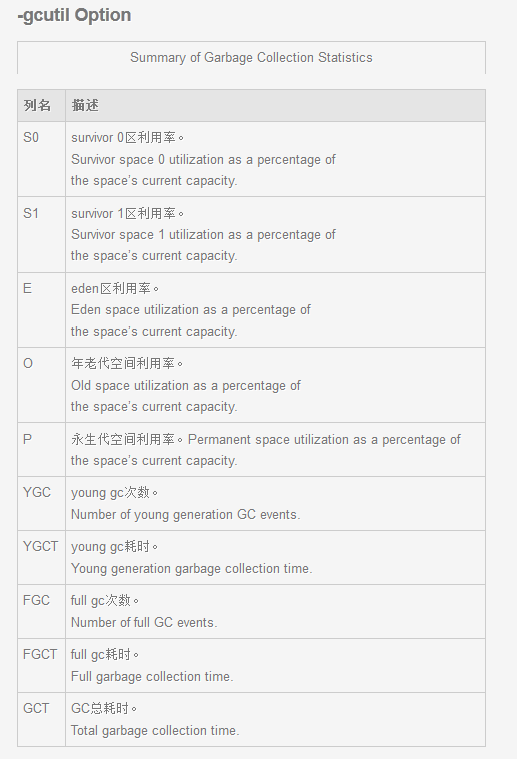 -gcutil Option
Summary of Garbage Collection Statistics
列名 描述
S0 survivor 0区利用率。
Survivor space 0 utilization as a percentage of
the space's current capacity.
S1 survivor 1区利用率。
Survivor space 1 utilization as a percentage of
the space's current capacity.
E eden区利用率。
Eden space utilization as a percentage of
the space's current capacity.
O 年老代空间利用率。
Old space utilization as a percentage of
the space's current capacity.
P 永生代空间利用率。Permanent space utilization as a percentage of
the space's current capacity.
YGC young gc次数。
Number of young generation GC events.
YGCT young gc耗时。
Young generation garbage collection time.
FGC full gc次数。
Number of full GC events.
FGCT full gc耗时。
Full garbage collection time.
GCT GC总耗时。
Total garbage collection time.